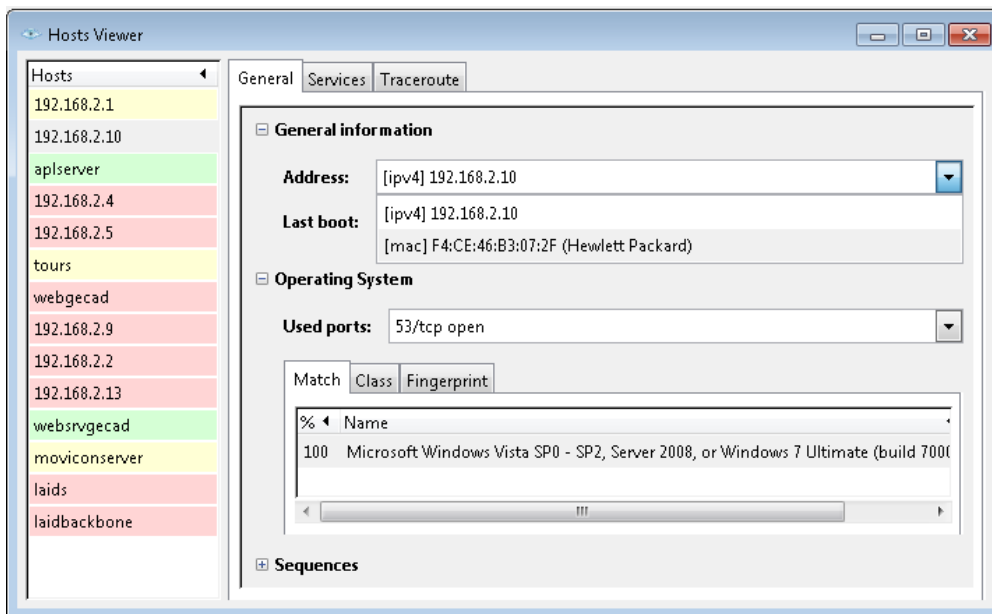 Hosts Viewer
Hosts
192.168.2.1
192.168.2.10
aplserver
192.168.2.4
192.168.2.5
tours
webgecad
192.168.2.9
192.168.2.2
192.168.2.13
websrvgecad
moviconserver
laids
laidbackbone
General Services Traceroute
General information
Address: [ipv4] 192.168.2.10
[ipv4] 192.168.2.10
Last boot:
[mac] F4:CE:46:B3:07:2F (Hewlett Packard)
Operating System
Used ports: 53/tcp open
Match Class Fingerprint
% Name
100 Microsoft Windows Vista SP0 - SP2, Server 2008, or Windows 7 Ultimate (build 7000
Sequences